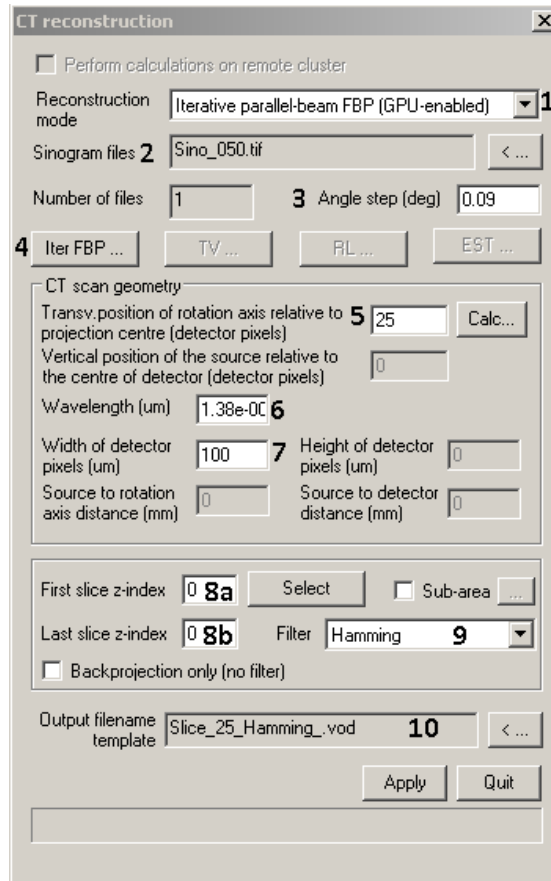 CT reconstruction
Perform calculations on remote cluster
Reconstruction mode Iterative parallel-beam FBP (GPU-enabled) 1
Sinogram files 2 Sino_050.tif < ...
Number of files 1 3 Angle step (deg) 0.09
4 Iter FBP ... TV ... RL ... EST ...
CT scan geometry
Transv.position of rotation axis relative to projection centre (detector pixels) 5 25 Calc...
Vertical position of the source relative to the centre of detector (detector pixels) 0
Wavelength (um) 1.38e-00 6
Width of detector pixels (um) 100 7 Height of detector pixels (um) 0
Source to rotation axis distance (mm) 0 Source to detector distance (mm) 0
First slice z-index 0 8a Select Sub-area ...
Last slice z-index 0 8b Filter Hamming 9
Backprojection only (no filter)
Output filename template Slice_25_Hamming_.vod 10 < ...
Apply Quit